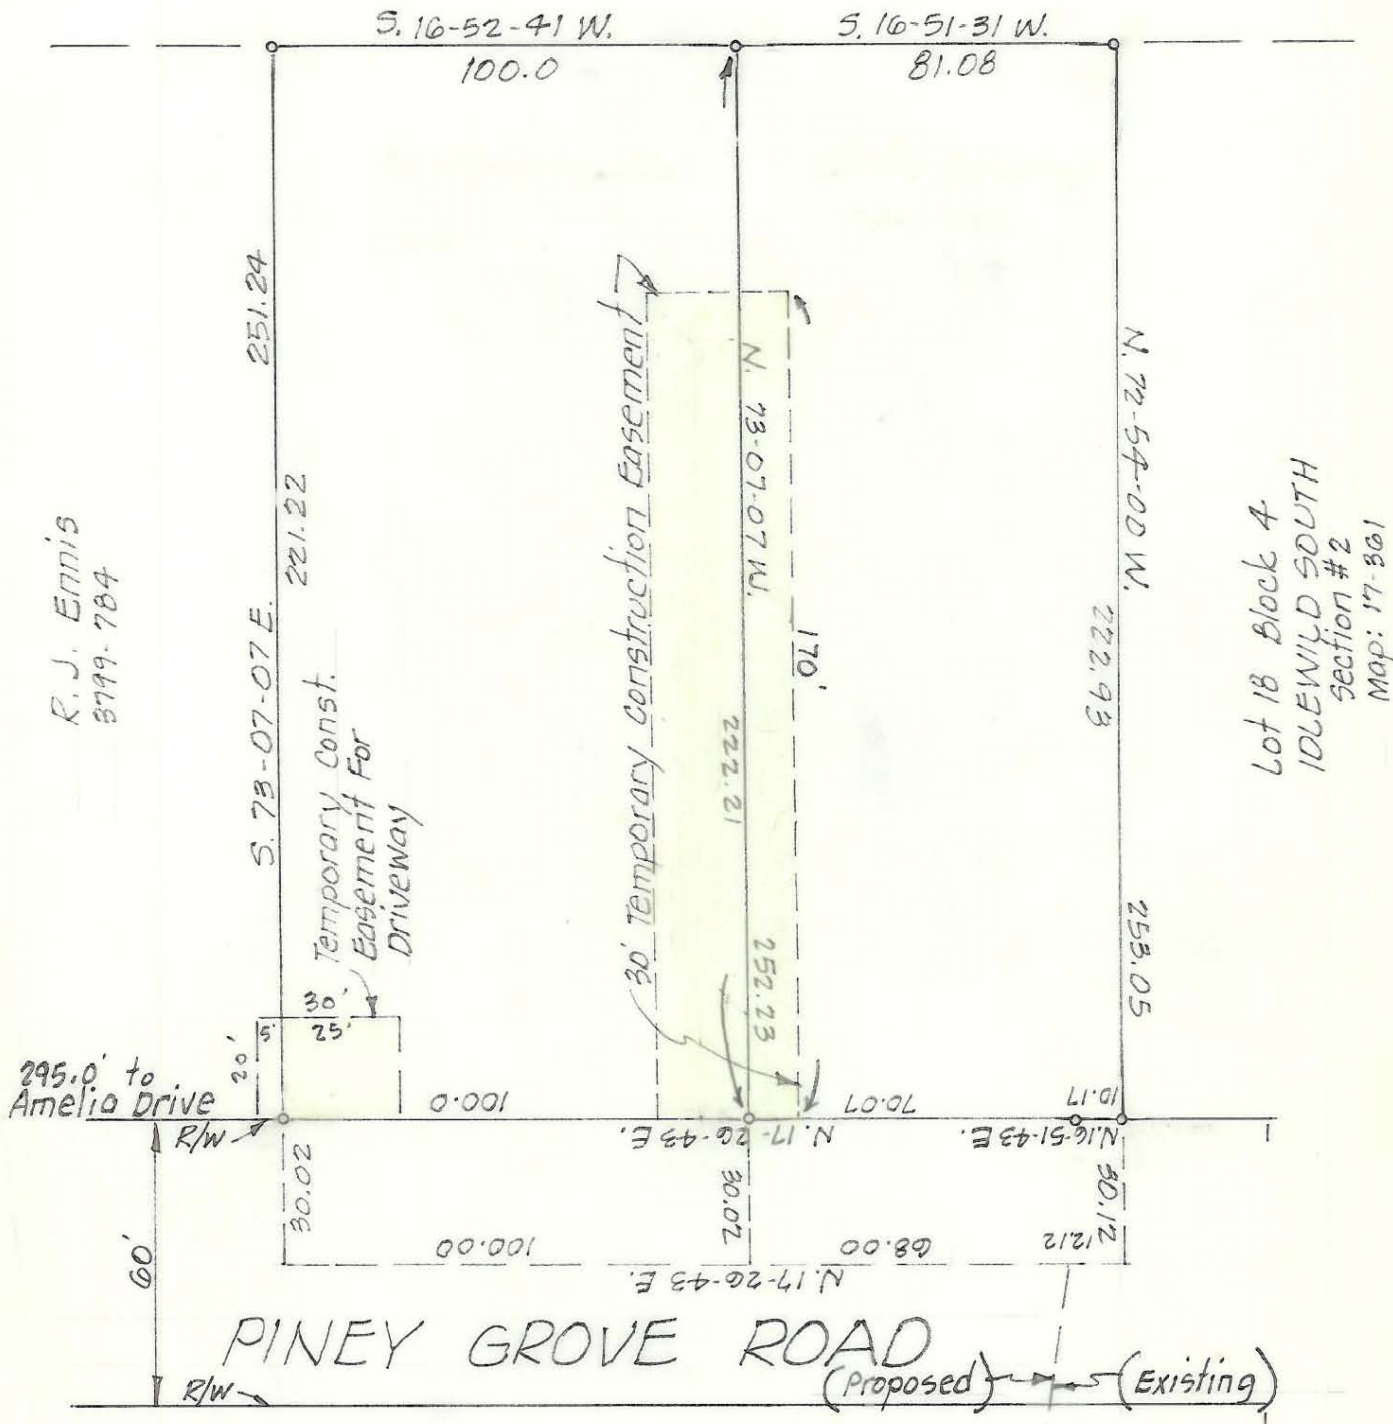 S. 16-52-41 W.
100.0
S. 16-51-31 W.
81.08
251.24
221.22
S. 73-07-07 E.
R. J. Ennis
3799-784
Temporary Const.
Easement For
Driveway
30' Temporary Construction Easement
N. 73-07-07 W.
170'
222.21
252.23
N. 72-54-00 W.
222.93
253.05
Lot 18 Block 4
IDLEWILD SOUTH
Section #2
Map: 17-361
30'
5'
25'
20'
295.0' to
Amelia Drive
R/W
100.0
N. 17-26-43 E.
70.07
10.17
N. 16-51-43 E.
30.02
30.02
30.12
100.00
68.00
12.12
N. 17-26-43 E.
60'
PINEY GROVE ROAD
R/W
(Proposed)
(Existing)